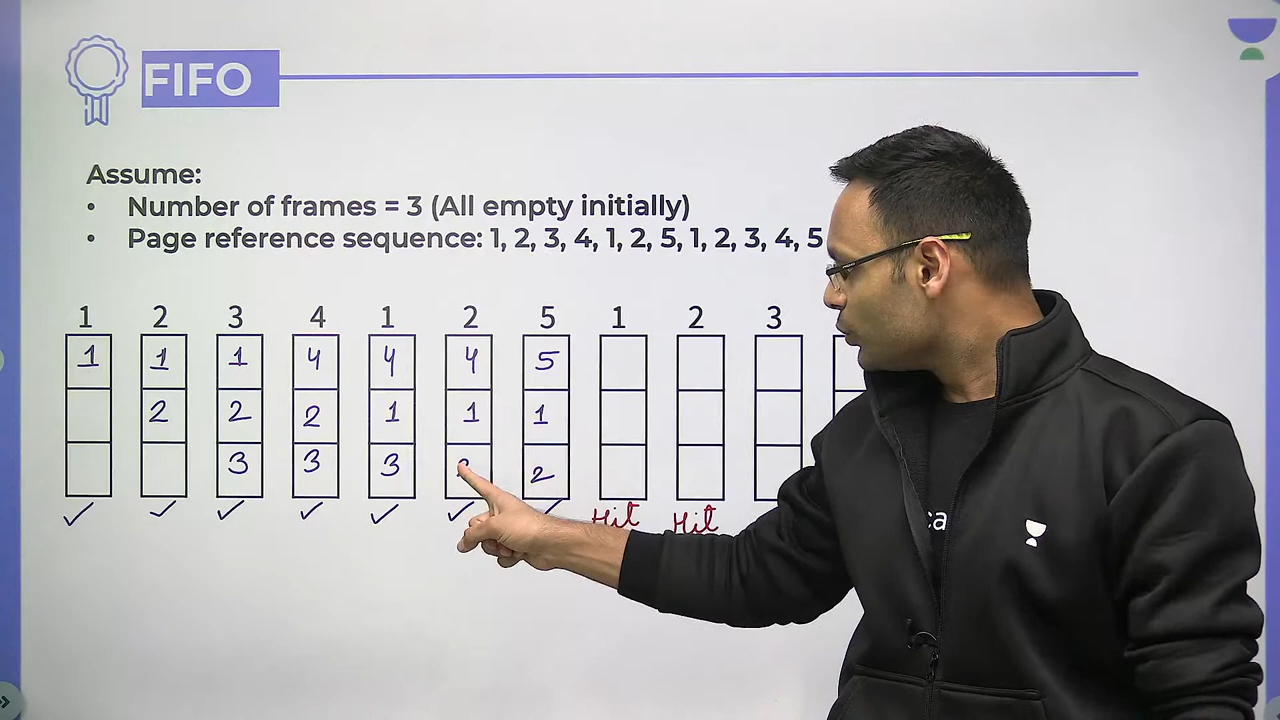 FIFO
Assume:
• Number of frames = 3 (All empty initially)
• Page reference sequence: 1, 2, 3, 4, 1, 2, 5, 1, 2, 3, 4, 5
1 2 3 4 1 2 5 1 2 3
1 1 1 4 4 4 5
2 2 2 1 1 1
3 3 3 2
✓ ✓ ✓ ✓ ✓ ✓ ✓ Hit Hit
ca
»